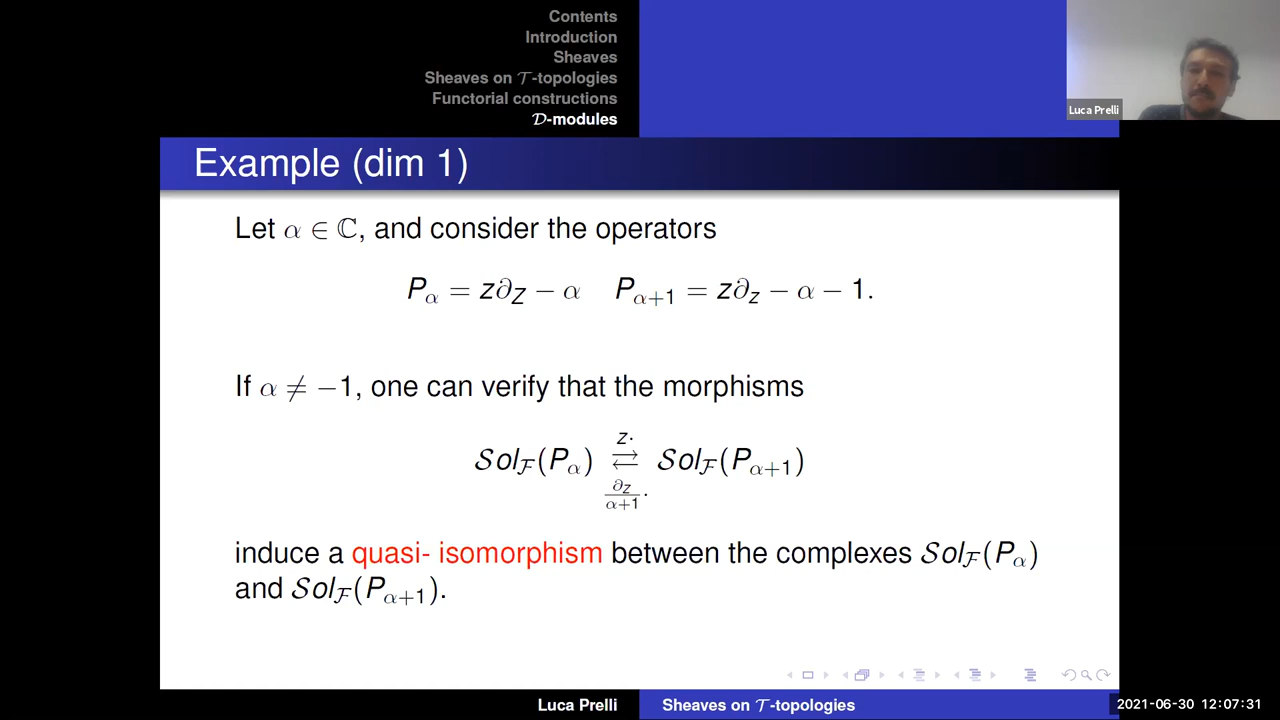 Contents
Introduction
Sheaves
Sheaves on 𝒯-topologies
Functorial constructions
𝒟-modules
Luca Prelli
Example (dim 1)
Let α ∈ ℂ, and consider the operators
P_α = z∂_Z − α P_{α+1} = z∂_z − α − 1.
If α ≠ −1, one can verify that the morphisms
z·
𝒮ol_ℱ(P_α) ⇄ 𝒮ol_ℱ(P_{α+1})
∂_Z/α+1 ·
induce a quasi- isomorphism between the complexes 𝒮ol_ℱ(P_α)
and 𝒮ol_ℱ(P_{α+1}).
Luca Prelli Sheaves on 𝒯-topologies
2021-06-30 12:07:31